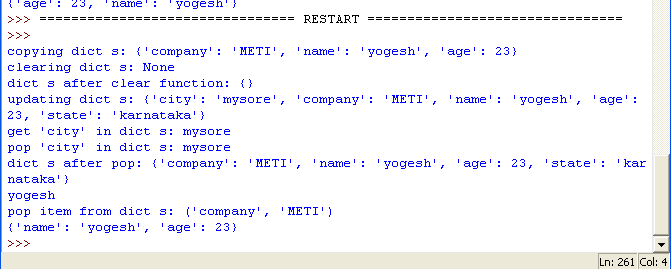 {'age': 23, 'name': 'yogesh'}
>>> ================================ RESTART ================================
>>>
copying dict s: {'company': 'METI', 'name': 'yogesh', 'age': 23}
clearing dict s: None
dict s after clear function: {}
updating dict s: {'city': 'mysore', 'company': 'METI', 'name': 'yogesh', 'age':
23, 'state': 'karnataka'}
get 'city' in dict s: mysore
pop 'city' in dict s: mysore
dict s after pop: {'company': 'METI', 'name': 'yogesh', 'age': 23, 'state': 'kar
nataka'}
yogesh
pop item from dict s: ('company', 'METI')
{'name': 'yogesh', 'age': 23}
>>>
Ln: 261 Col: 4